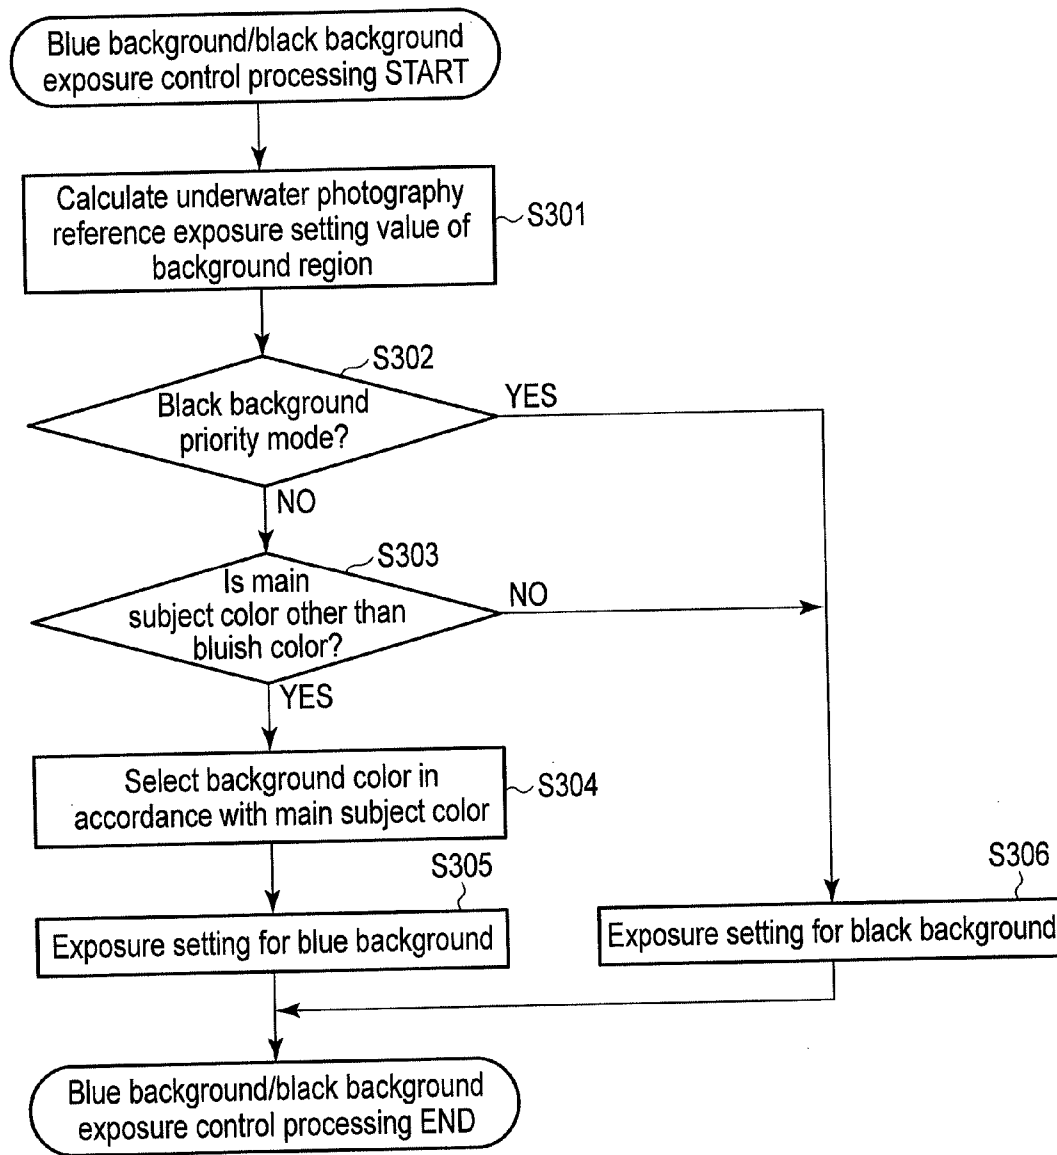 Blue background/black background
exposure control processing START
Calculate underwater photography
reference exposure setting value of
background region
S301
S302
Black background
priority mode?
YES
NO
S303
Is main
subject color other than
bluish color?
NO
YES
Select background color in
accordance with main subject color
S304
S305
Exposure setting for blue background
S306
Exposure setting for black background
Blue background/black background
exposure control processing END